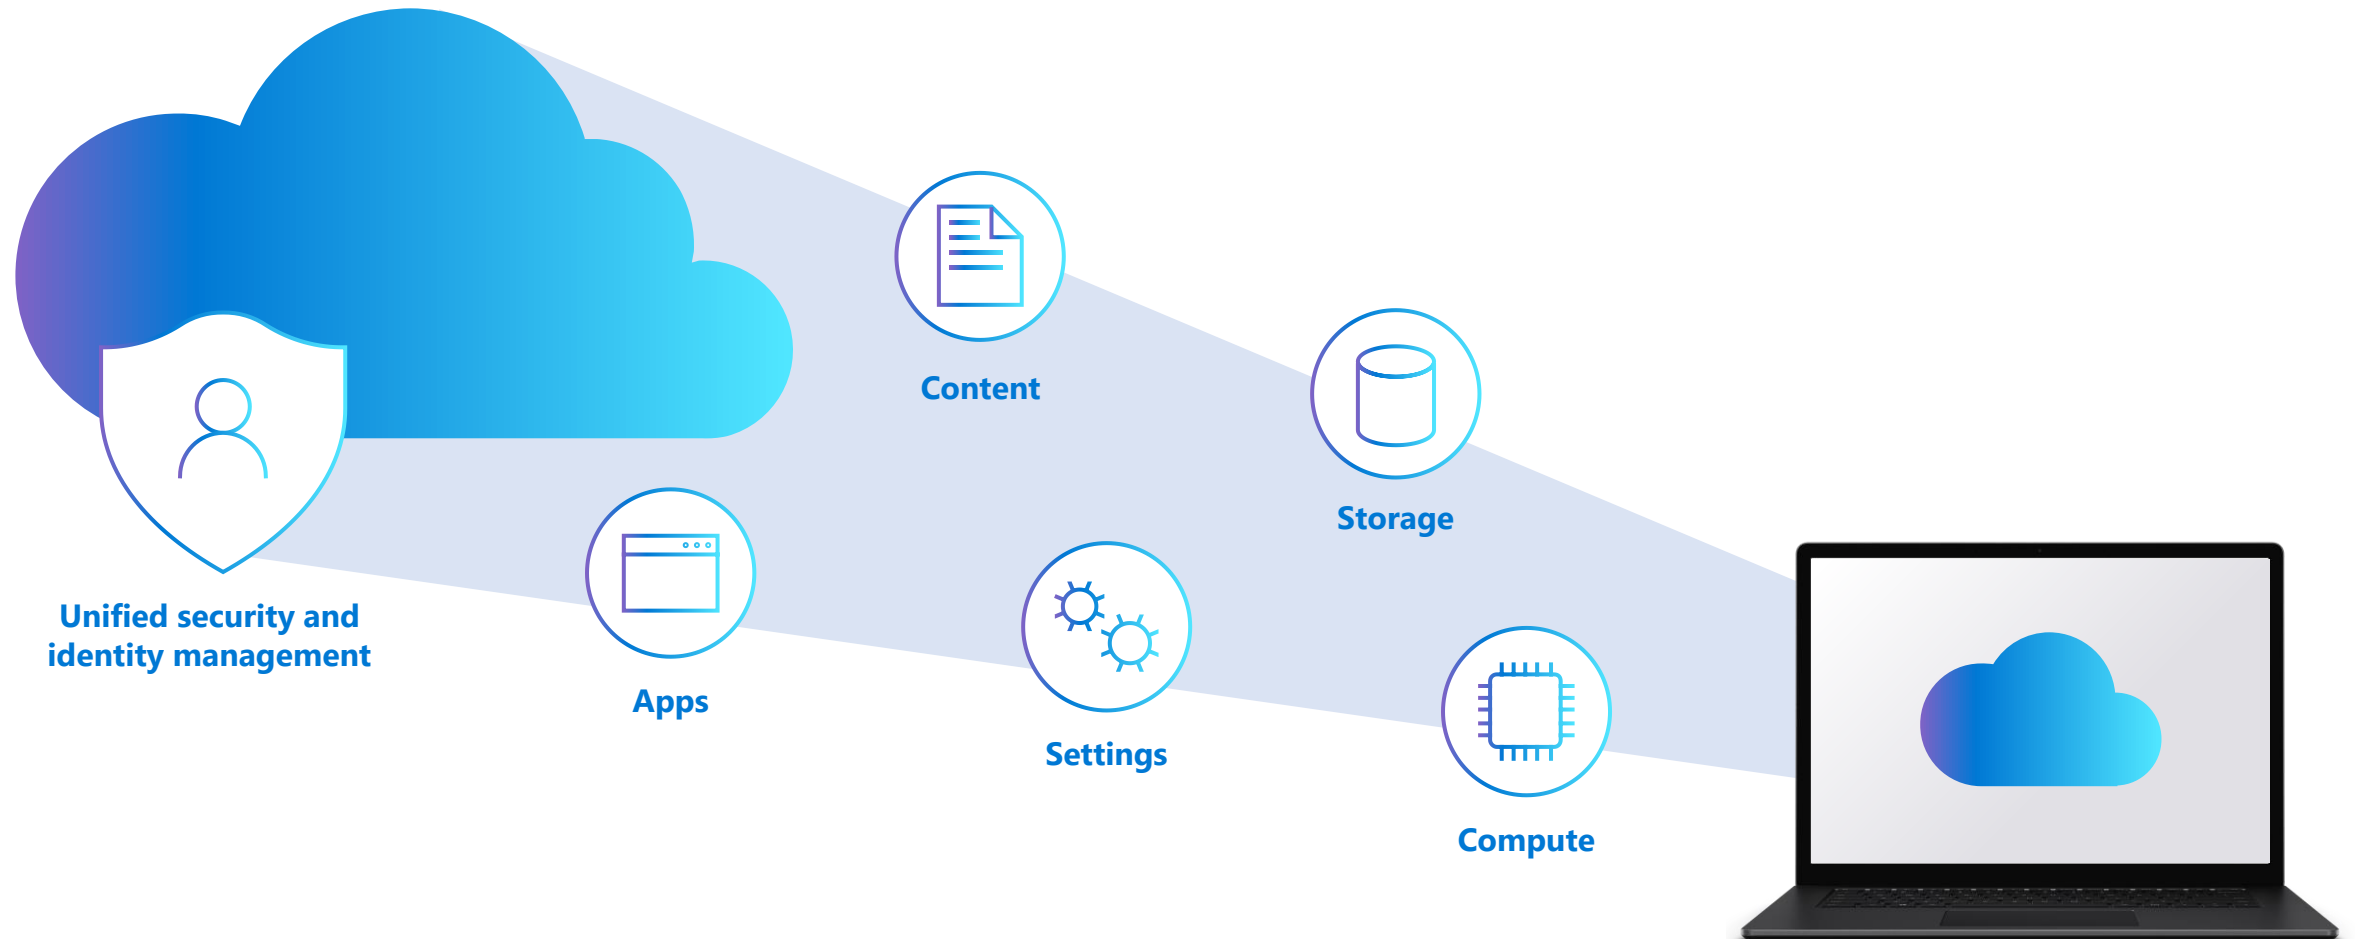 Content
Storage
Unified security and
identity management
Apps
Settings
Compute